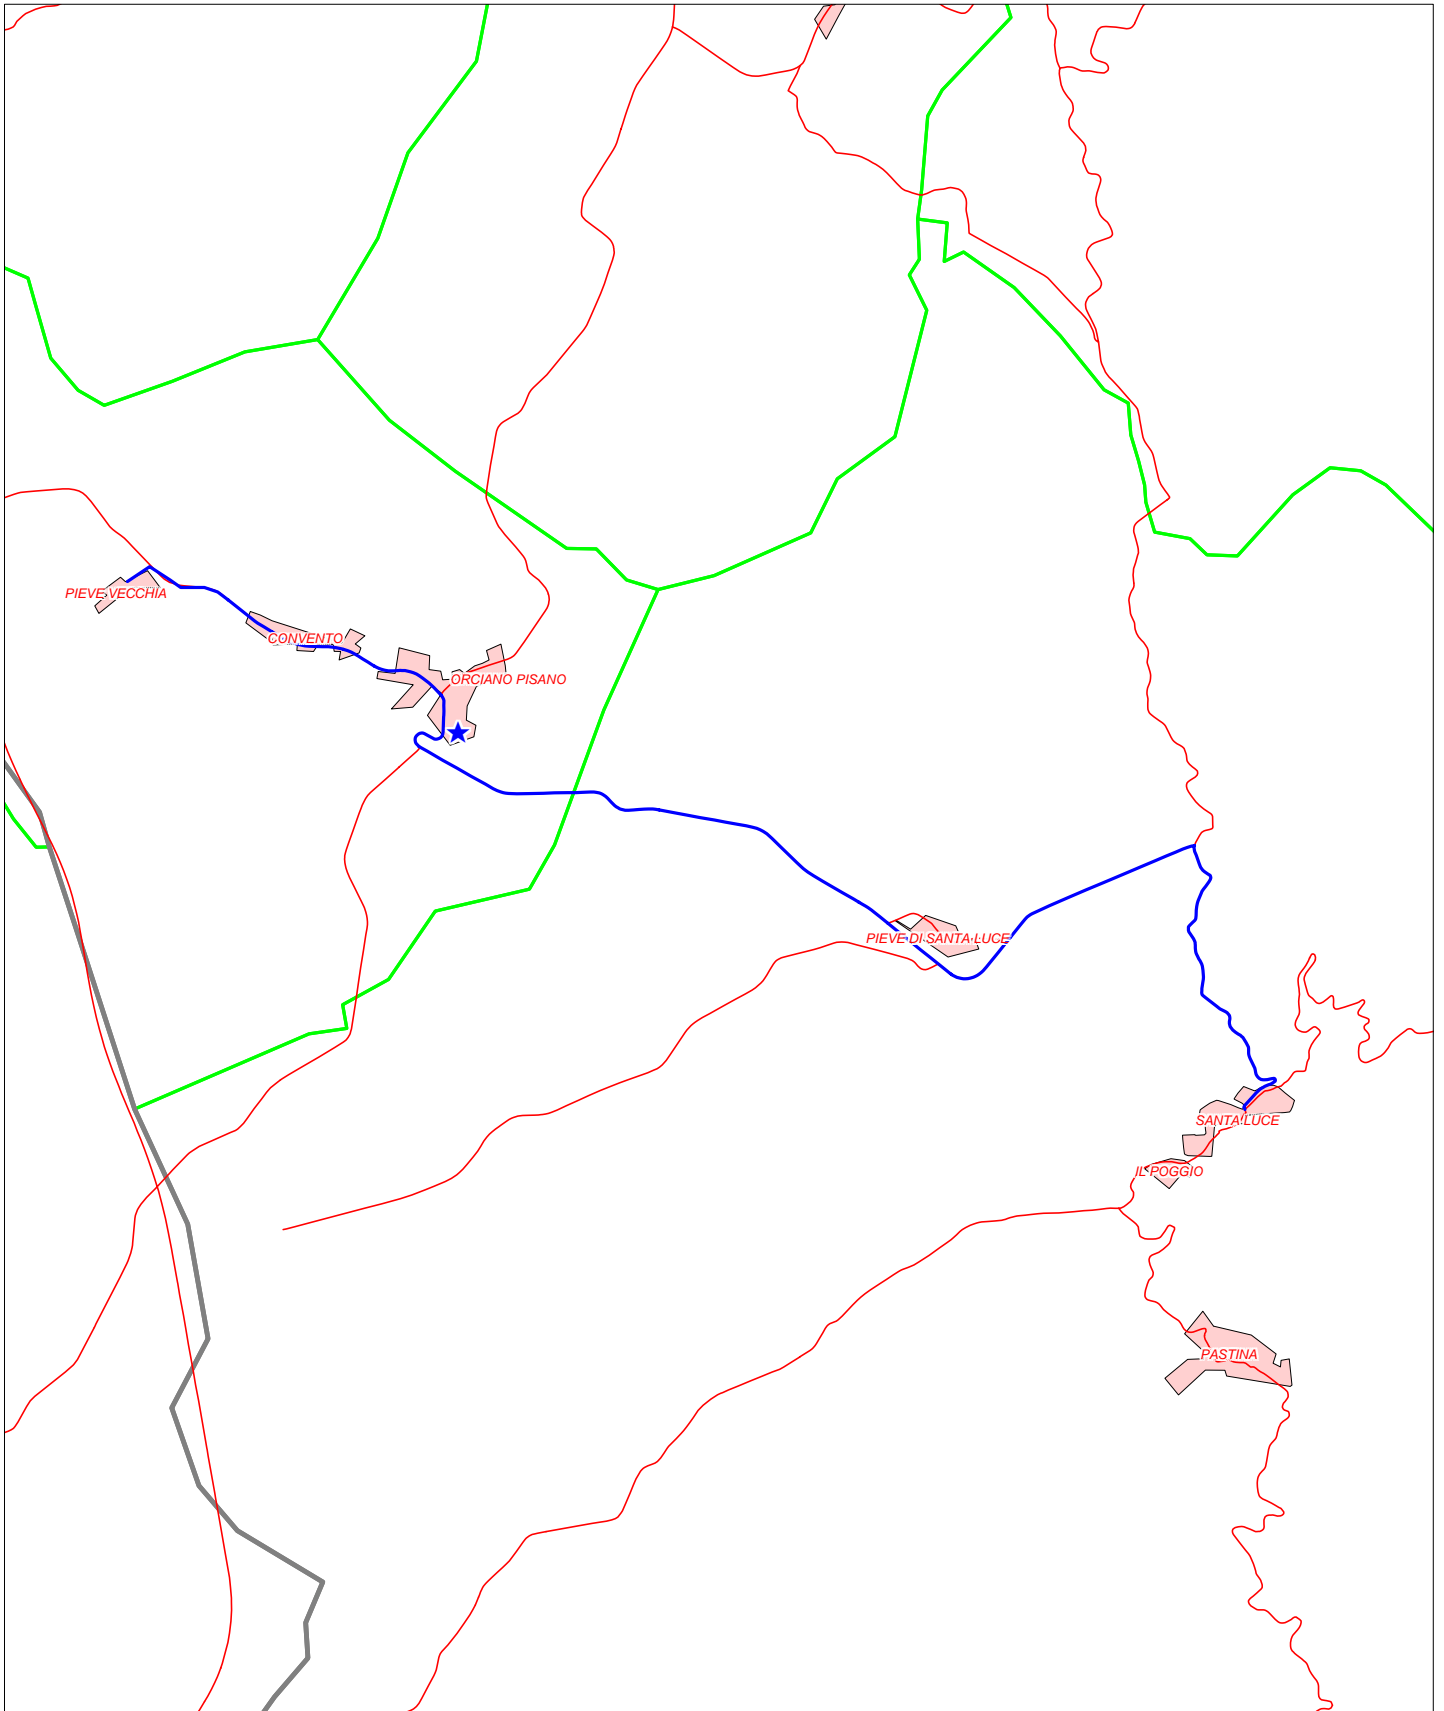 PIEVE VECCHIA
CONVENTO
ORCIANO PISANO
PIEVE DI SANTA LUCE
SANTA LUCE
IL POGGIO
PASTINA